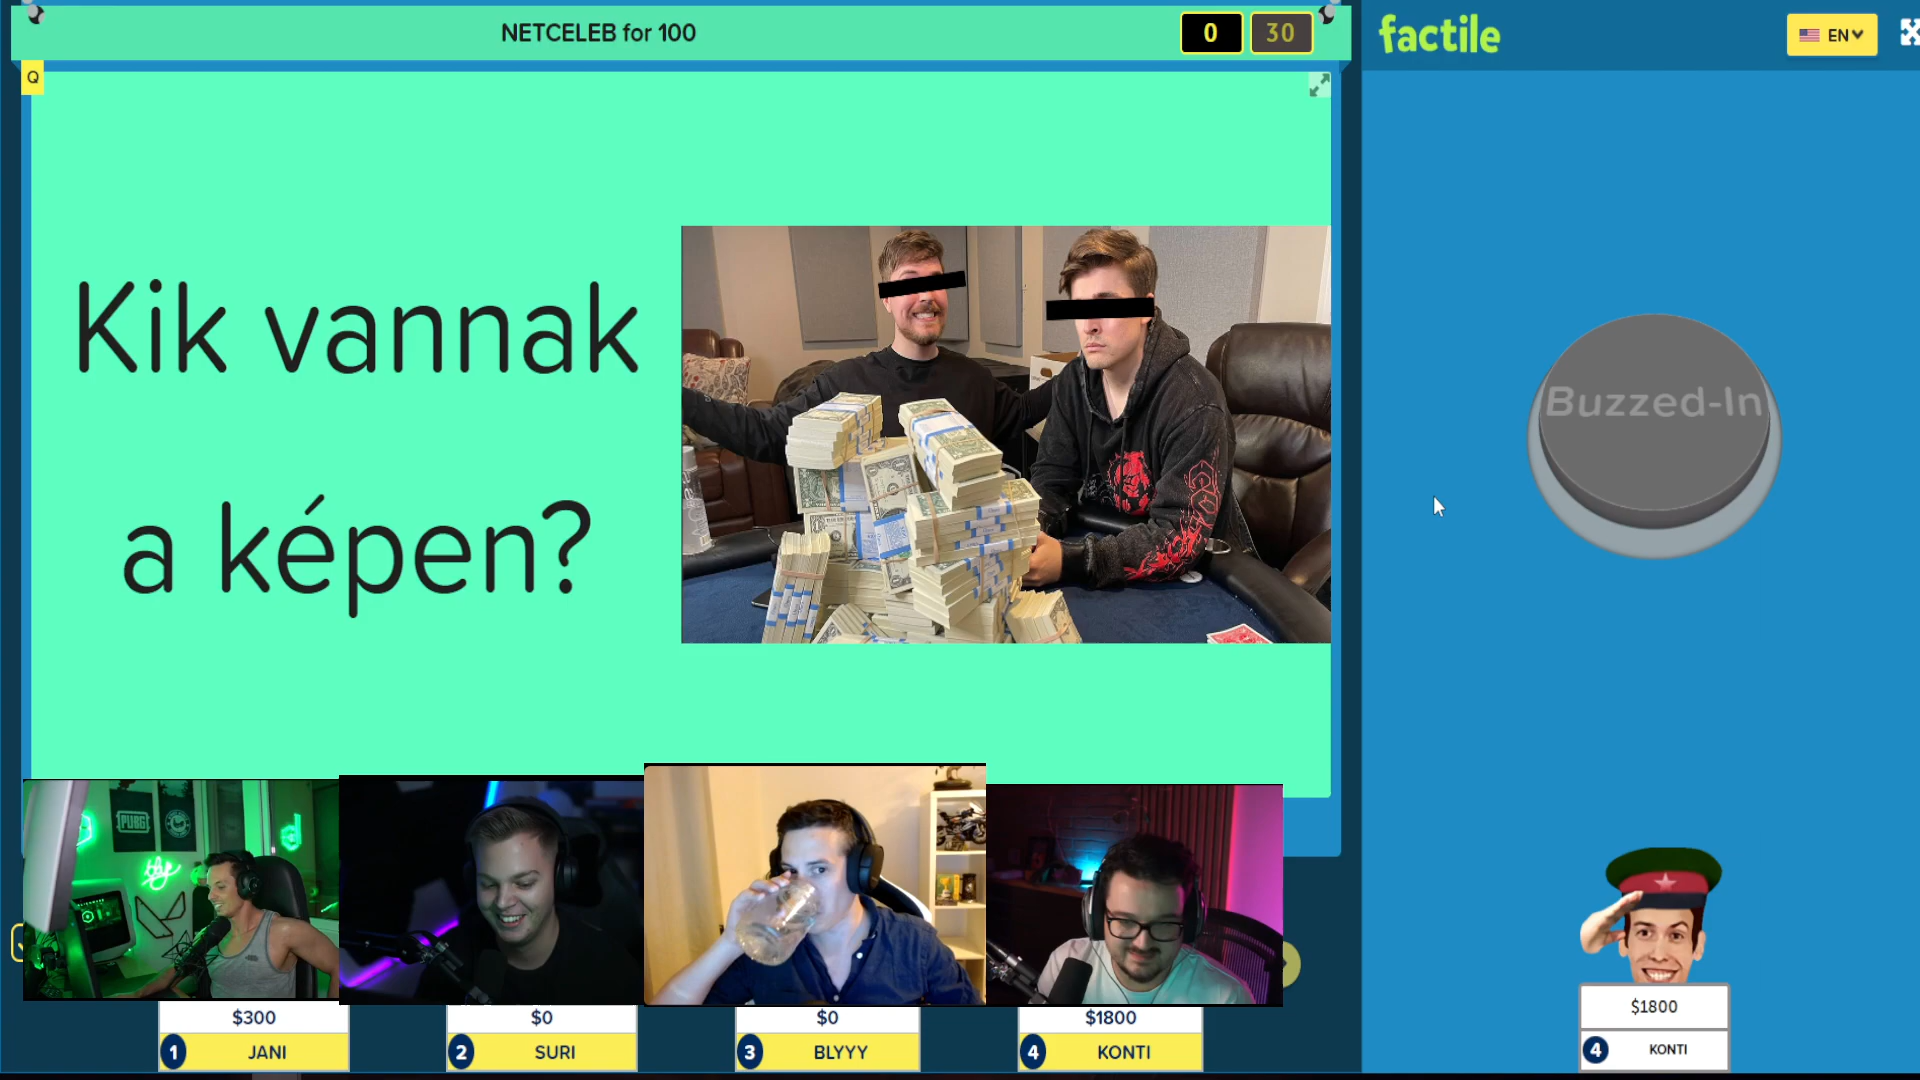 NETCELEB for 100
0
30
factile
EN
Q
Kik vannak
a képen?
Buzzed-In
PUBG
$300
$0
$0
$1800
1 JANI
2 SURI
3 BLYYY
4 KONTI
$1800
4 KONTI